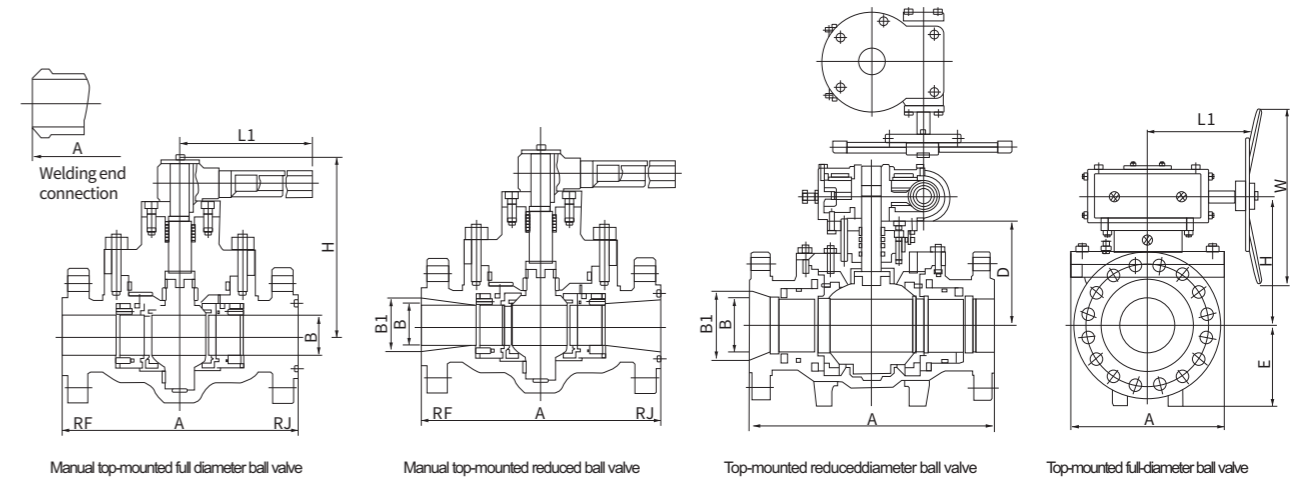 A
Welding end
connection
L1
H
B
RF
A
RJ
Manual top-mounted full diameter ball valve
B1
B
RF
A
RJ
Manual top-mounted reduced ball valve
D
B1
B
A
Top-mounted reduceddiameter ball valve
L1
W
H
E
A
Top-mounted full-diameter ball valve